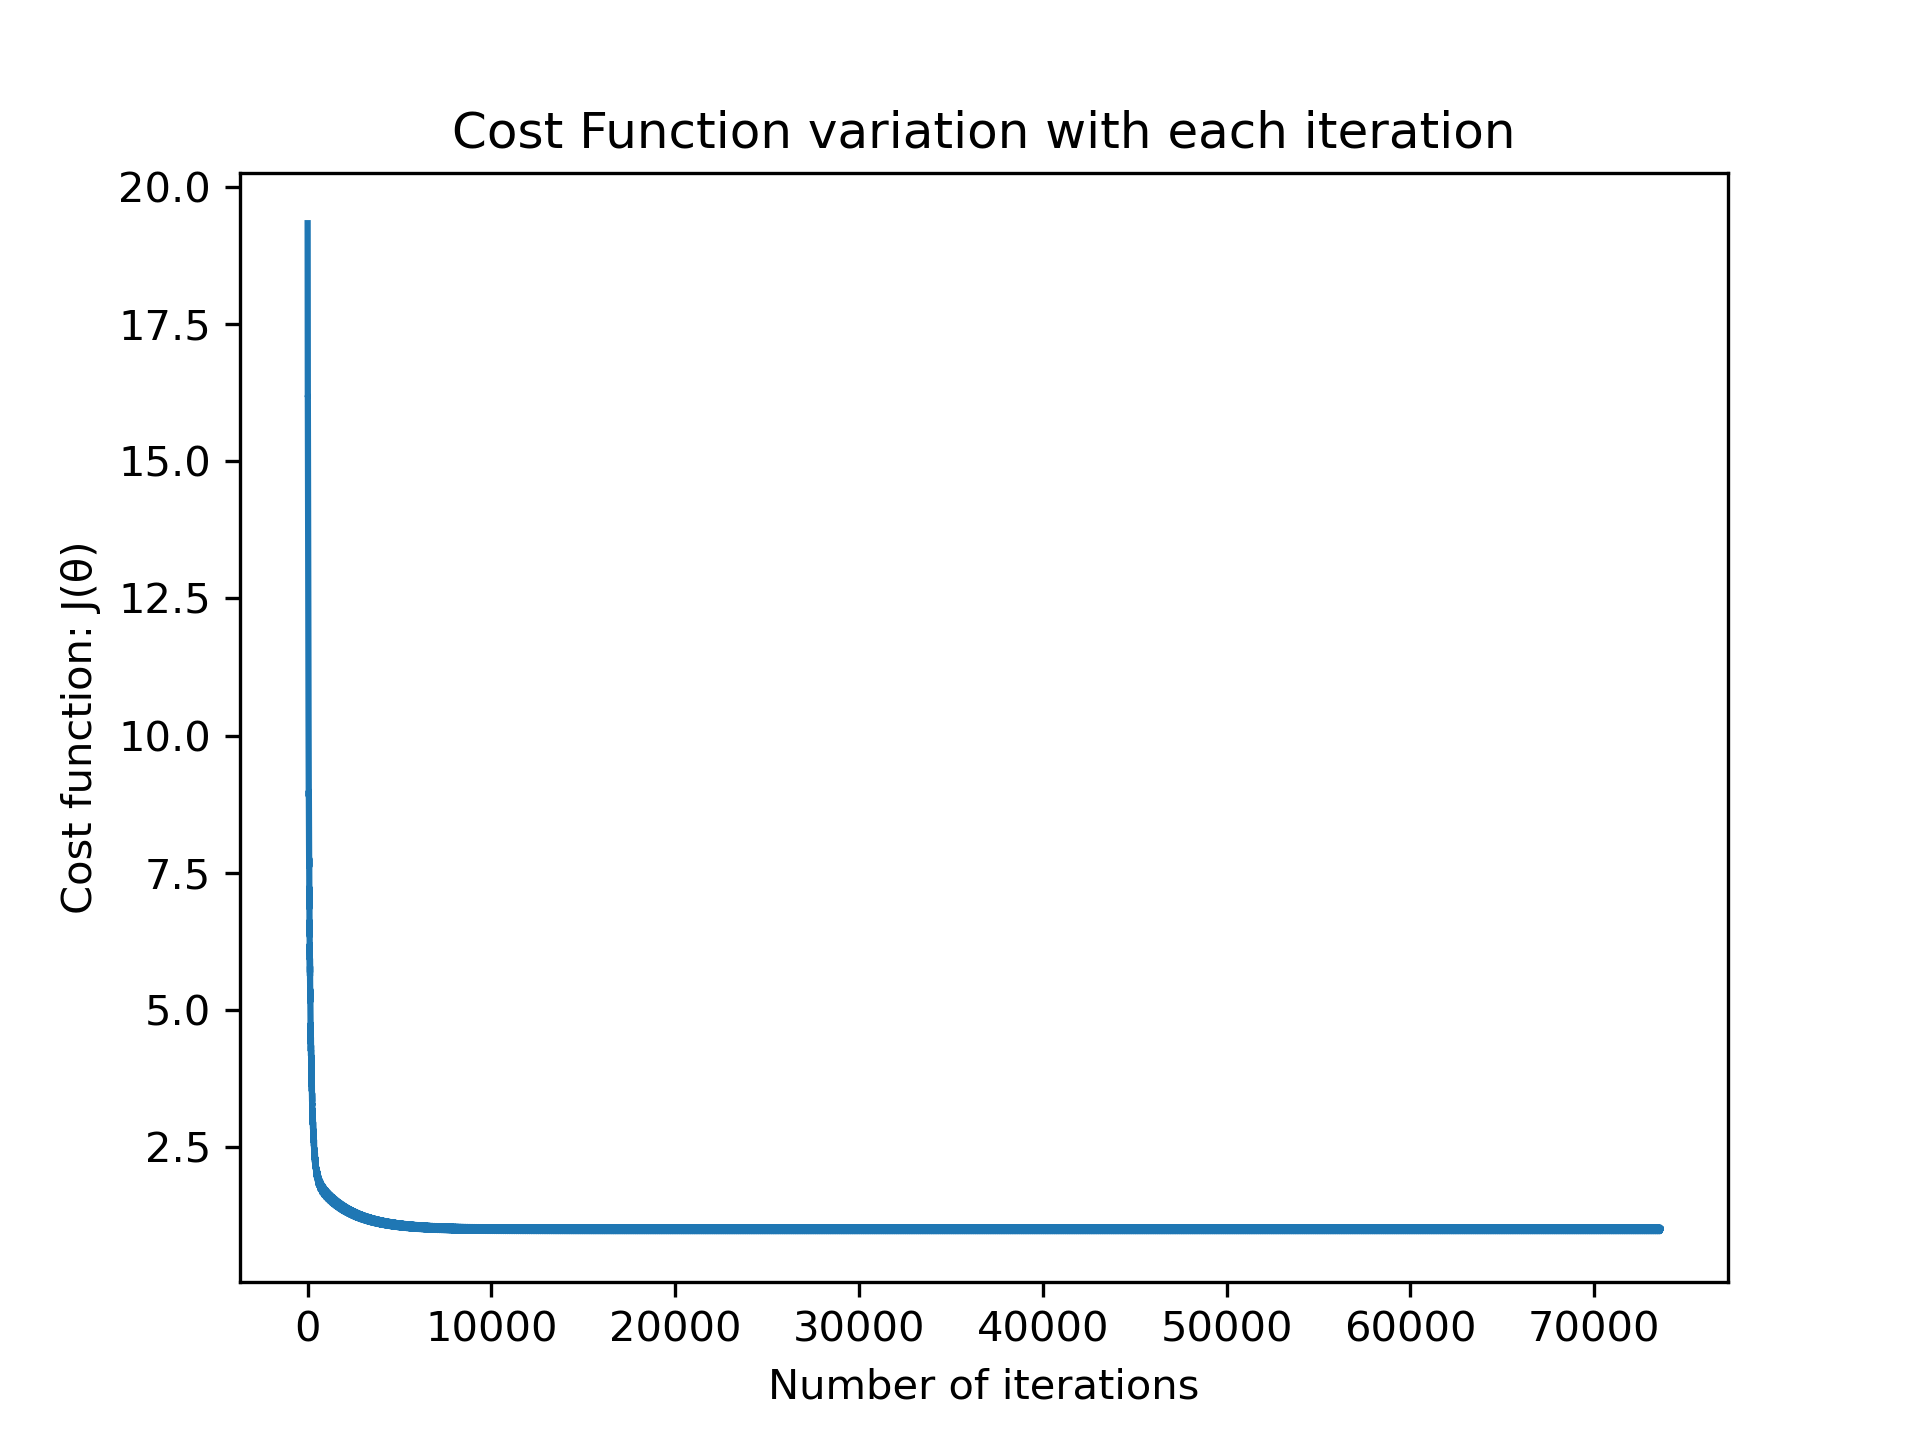 Cost Function variation with each iteration
20.0
17.5
15.0
12.5
10.0
7.5
5.0
2.5
Cost function: J(θ)
0 10000 20000 30000 40000 50000 60000 70000
Number of iterations